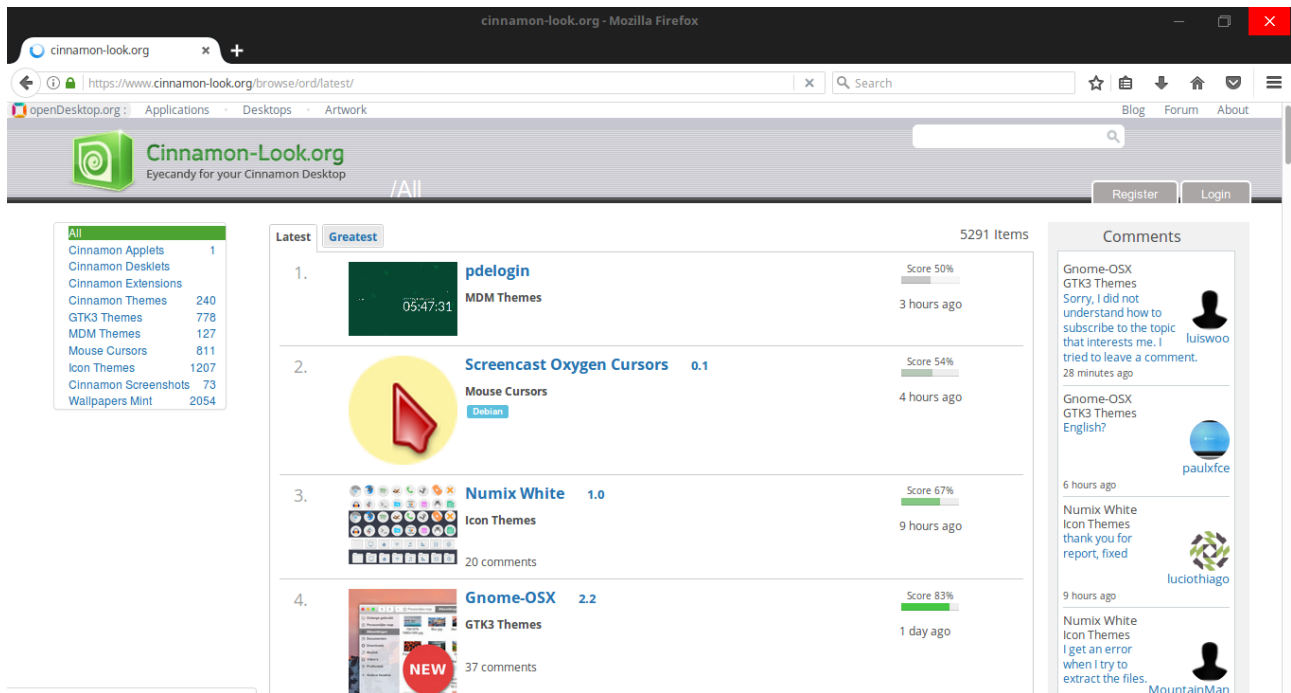 cinnamon-look.org - Mozilla Firefox
cinnamon-look.org
https://www.cinnamon-look.org/browse/ord/latest/
Search
openDesktop.org : Applications · Desktops · Artwork
Blog Forum About
Cinnamon-Look.org
Eyecandy for your Cinnamon Desktop
/All
Register Login
All
Cinnamon Applets 1
Cinnamon Desklets
Cinnamon Extensions
Cinnamon Themes 240
GTK3 Themes 778
MDM Themes 127
Mouse Cursors 811
Icon Themes 1207
Cinnamon Screenshots 73
Wallpapers Mint 2054
Latest Greatest
5291 Items
1.
05:47:31
pdelogin
MDM Themes
Score 50%
3 hours ago
2.
Screencast Oxygen Cursors 0.1
Mouse Cursors
Debian
Score 54%
4 hours ago
3.
Numix White 1.0
Icon Themes
20 comments
Score 67%
9 hours ago
4.
NEW
Gnome-OSX 2.2
GTK3 Themes
37 comments
Score 83%
1 day ago
Comments
Gnome-OSX
GTK3 Themes
Sorry, I did not
understand how to
subscribe to the topic
that interests me. I
tried to leave a comment.
luiswoo
28 minutes ago
Gnome-OSX
GTK3 Themes
English?
paulxfce
6 hours ago
Numix White
Icon Themes
thank you for
report, fixed
luciothiago
9 hours ago
Numix White
Icon Themes
I get an error
when I try to
extract the files.
MountainMan